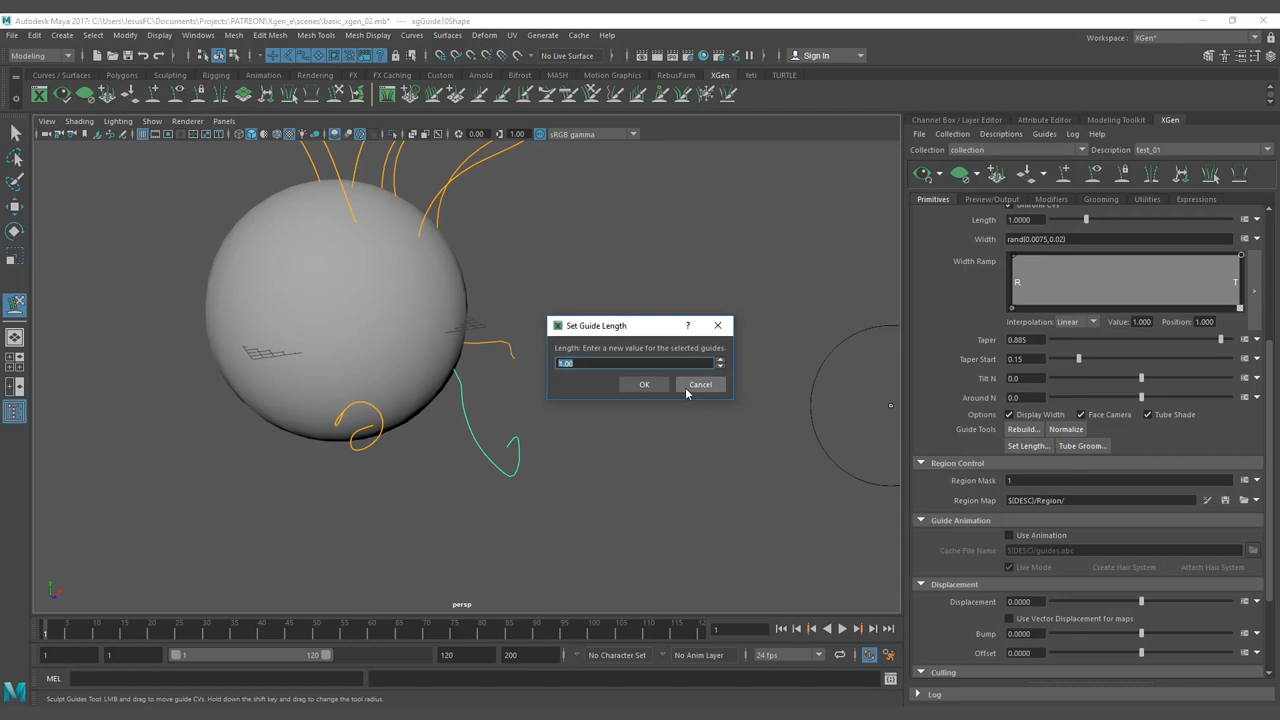 Autodesk Maya 2017: C:\Users\JesusFC\Documents\Projects\PATREON\Xgen_e\scenes\basic_xgen_02.mb* --- xgGuide10Shape
File Edit Create Select Modify Display Windows Mesh Edit Mesh Mesh Tools Mesh Display Curves Surfaces Deform UV Generate Cache Help
Workspace : XGen*
Modeling
No Live Surface
Sign In
Curves / Surfaces Polygons Sculpting Rigging Animation Rendering FX FX Caching Custom Arnold Bifrost MASH Motion Graphics RebusFarm XGen Yeti TURTLE
View Shading Lighting Show Renderer Panels
0.00 1.00 sRGB gamma
Channel Box / Layer Editor Attribute Editor Modeling Toolkit XGen
File Collection Descriptions Guides Log Help
Collection collection Description test_01
Primitives Preview/Output Modifiers Grooming Utilities Expressions
Uniform CVs
Length 1.0000
Width rand(0.0075,0.02)
Width Ramp
R T
Interpolation: Linear Value: 1.000 Position: 1.000
Taper 0.885
Taper Start 0.15
Tilt N 0.0
Around N 0.0
Options Display Width Face Camera Tube Shade
Guide Tools Rebuild... Normalize
Set Length... Tube Groom...
Region Control
Region Mask 1
Region Map ${DESC}/Region/
Guide Animation
Use Animation
Cache File Name ${DESC}/guides.abc
Live Mode Create Hair System Attach Hair System
Displacement
Displacement 0.0000
Use Vector Displacement for maps
Bump 0.0000
Offset 0.0000
Culling
Log
Set Guide Length ?
Length: Enter a new value for the selected guides.
1.00
OK Cancel
persp
1 5 10 15 20 25 30 35 40 45 50 55 60 65 70 75 80 85 90 95 100 105 110 115 12
1
1 1 1 120 120 200 No Character Set No Anim Layer 24 fps
MEL
Sculpt Guides Tool: LMB and drag to move guide CVs. Hold down the shift key and drag to change the tool radius.